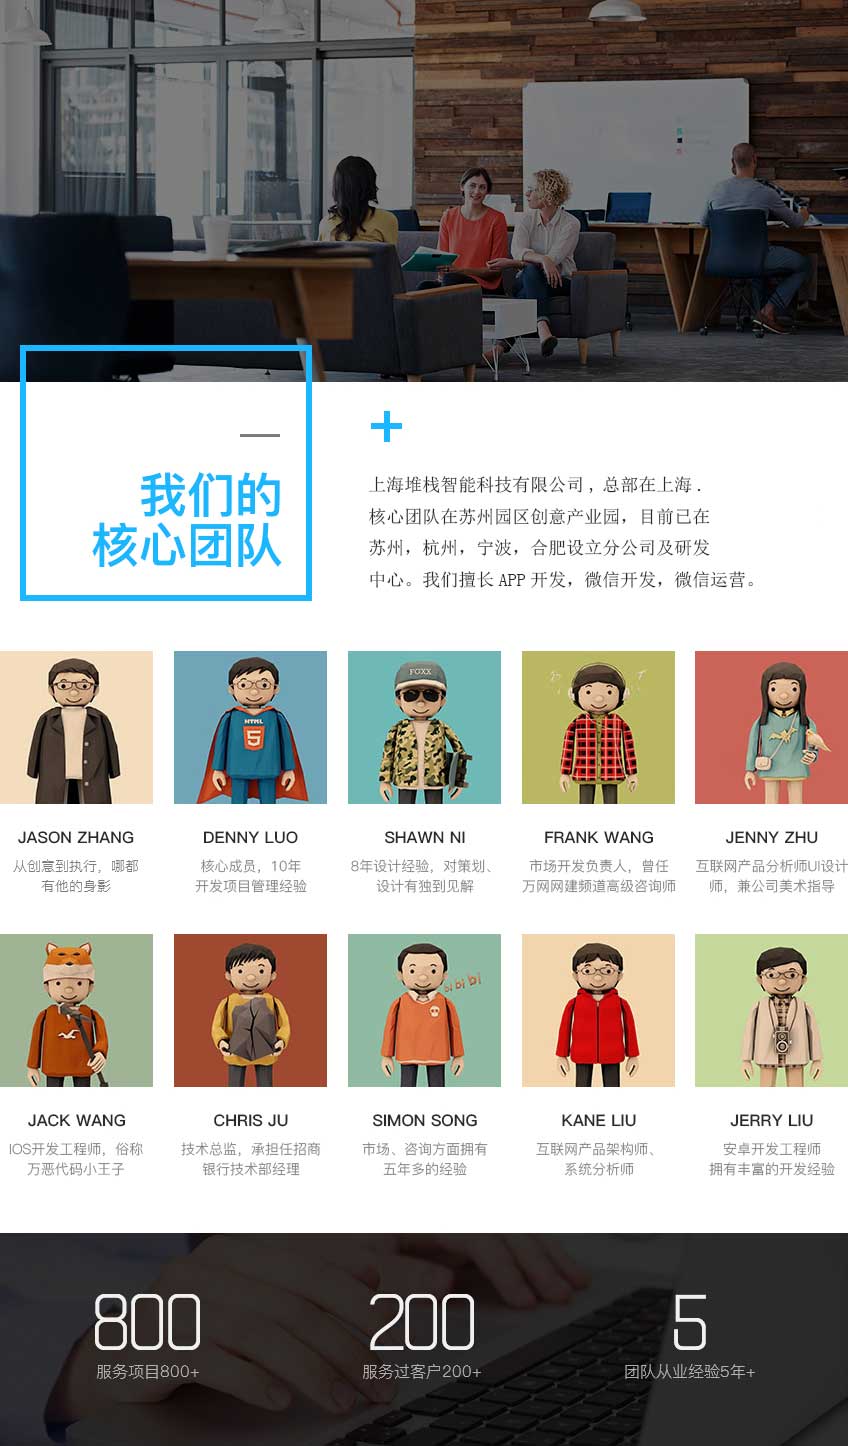 我们的
核心团队
上海堆栈智能科技有限公司，总部在上海.
核心团队在苏州园区创意产业园，目前已在
苏州，杭州，宁波，合肥设立分公司及研发
中心。我们擅长 APP 开发，微信开发，微信运营。
FOXX
HTML
5
JASON ZHANG
从创意到执行，哪都
有他的身影
DENNY LUO
核心成员，10年
开发项目管理经验
SHAWN NI
8年设计经验，对策划、
设计有独到见解
FRANK WANG
市场开发负责人，曾任
万网网建频道高级咨询师
JENNY ZHU
互联网产品分析师UI设计
师，兼公司美术指导
bi bi bi
JACK WANG
IOS开发工程师，俗称
万恶代码小王子
CHRIS JU
技术总监，承担任招商
银行技术部经理
SIMON SONG
市场、咨询方面拥有
五年多的经验
KANE LIU
互联网产品架构师、
系统分析师
JERRY LIU
安卓开发工程师
拥有丰富的开发经验
800
服务项目800+
200
服务过客户200+
5
团队从业经验5年+